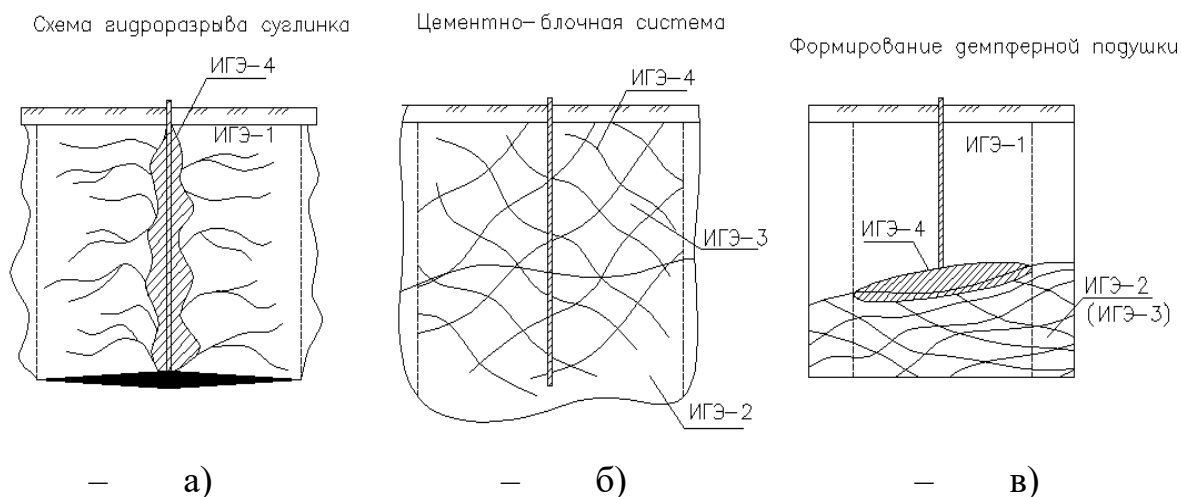 Схема гидроразрыва суглинка
ИГЭ-4
ИГЭ-1
– а)
Цементно-блочная система
ИГЭ-4
ИГЭ-3
ИГЭ-2
– б)
Формирование демпферной подушки
ИГЭ-1
ИГЭ-4
ИГЭ-2
(ИГЭ-3)
– в)